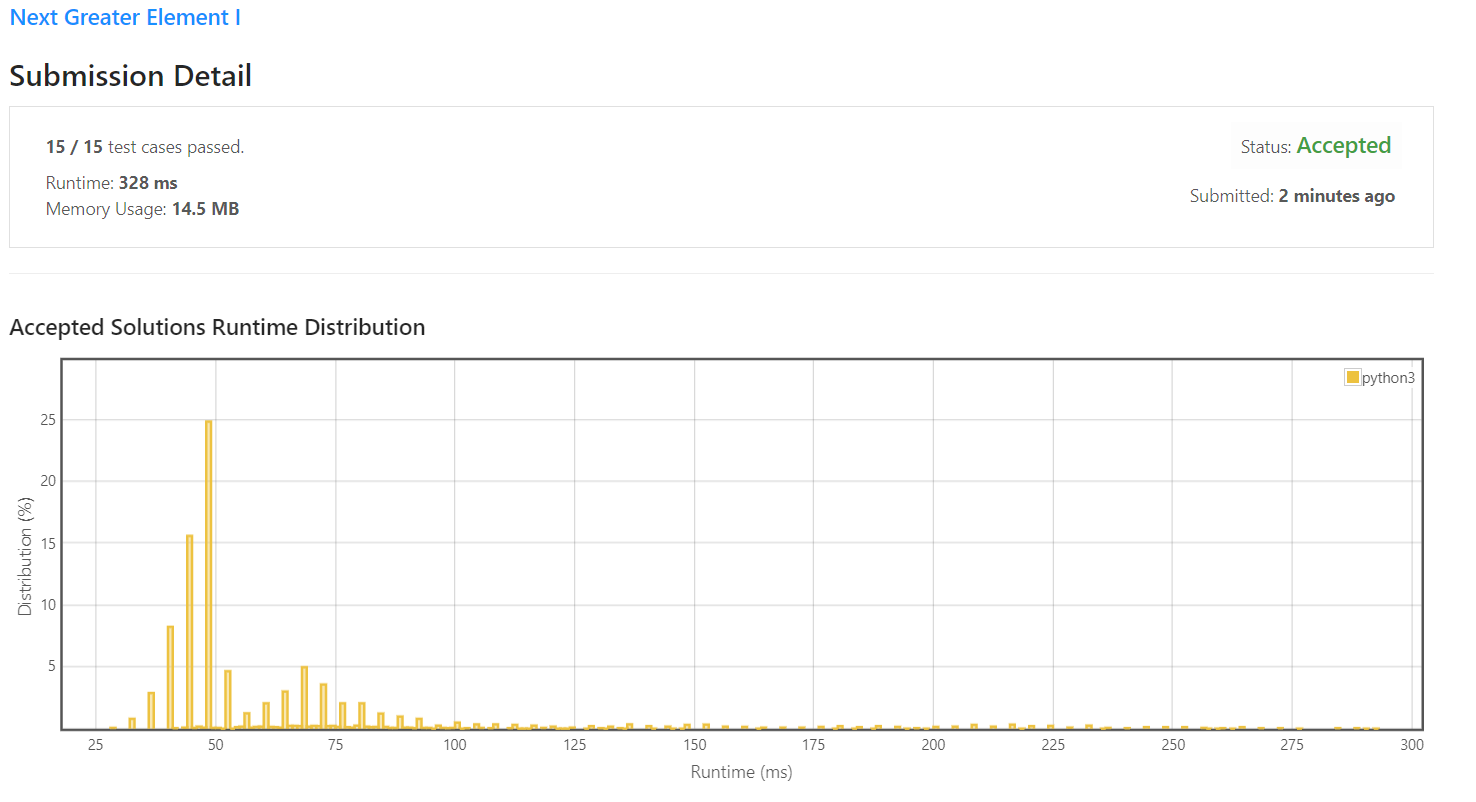 Next Greater Element I
Submission Detail
15 / 15 test cases passed.
Status: Accepted
Runtime: 328 ms
Memory Usage: 14.5 MB
Submitted: 2 minutes ago
Accepted Solutions Runtime Distribution
python3
25
20
15
10
5
Distribution (%)
25 50 75 100 125 150 175 200 225 250 275 300
Runtime (ms)